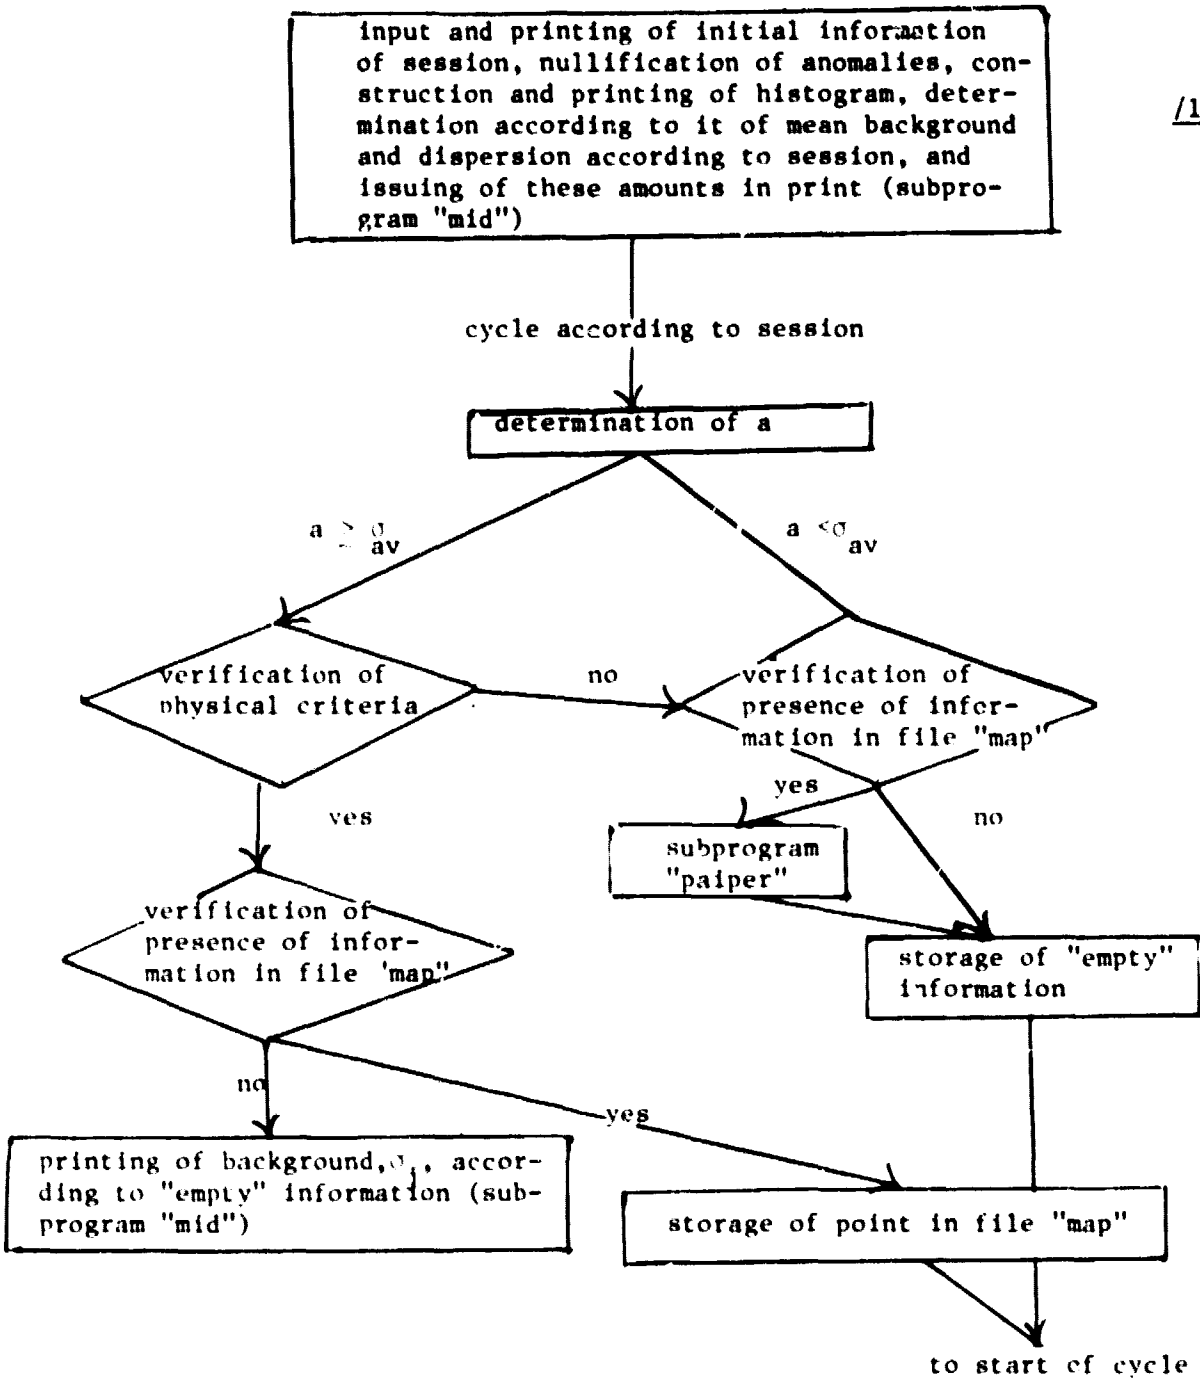 input and printing of initial information
of session, nullification of anomalies, con-
struction and printing of histogram, deter-
mination according to it of mean background
and dispersion according to session, and
issuing of these amounts in print (subpro-
gram "mid")
/1
cycle according to session
determination of a
a ≥ σ
av
a <σ
av
verification of
physical criteria
no
verification of
presence of infor-
mation in file "map"
yes
no
yes
subprogram
"paiper"
verification of
presence of infor-
mation in file 'map"
storage of "empty"
information
no
yes
printing of background, σj, accor-
ding to "empty" information (sub-
program "mid")
storage of point in file "map"
to start of cycle